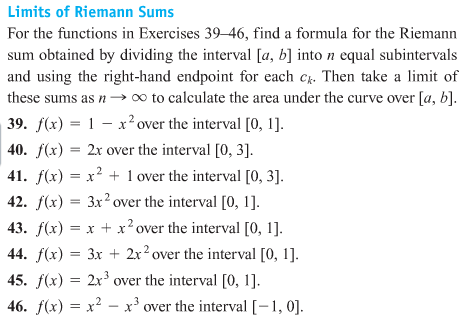 Limits of Riemann Sums
For the functions in Exercises 39–46, find a formula for the Riemann
sum obtained by dividing the interval [a, b] into n equal subintervals
and using the right-hand endpoint for each cₖ. Then take a limit of
these sums as n → ∞ to calculate the area under the curve over [a, b].
39. f(x) = 1 − x² over the interval [0, 1].
40. f(x) = 2x over the interval [0, 3].
41. f(x) = x² + 1 over the interval [0, 3].
42. f(x) = 3x² over the interval [0, 1].
43. f(x) = x + x² over the interval [0, 1].
44. f(x) = 3x + 2x² over the interval [0, 1].
45. f(x) = 2x³ over the interval [0, 1].
46. f(x) = x² − x³ over the interval [−1, 0].